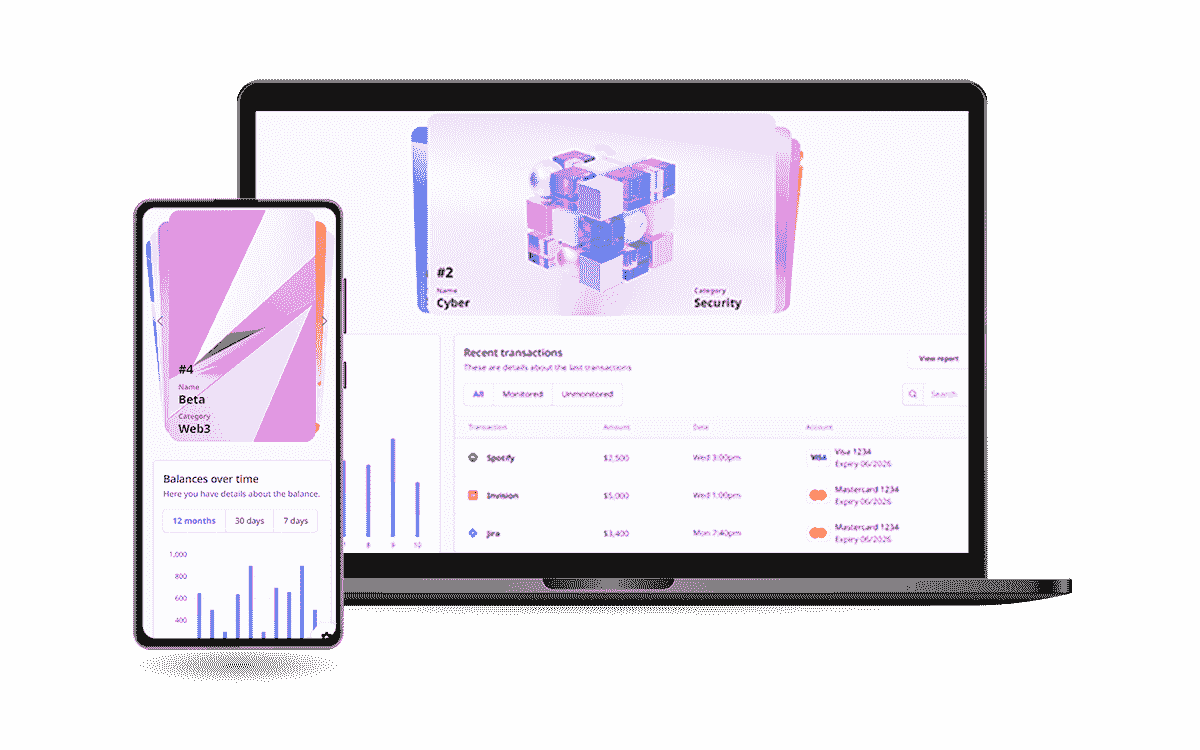 #4
Name
Beta
Category
Web3
Balances over time
Here you have details about the balance.
12 months 30 days 7 days
1,000
800
600
400
#2
Name Category
Cyber Security
8 9 10
Recent transactions
These are details about the last transactions
View report
All Monitored Unmonitored
Search
Transaction Amount Date Account
Spotify $2,500 Wed 3:00pm VISA Visa 1234
Expiry 06/2026
Invision $5,000 Wed 1:00pm Mastercard 1234
Expiry 06/2026
Jira $3,400 Mon 7:40pm Mastercard 1234
Expiry 06/2026